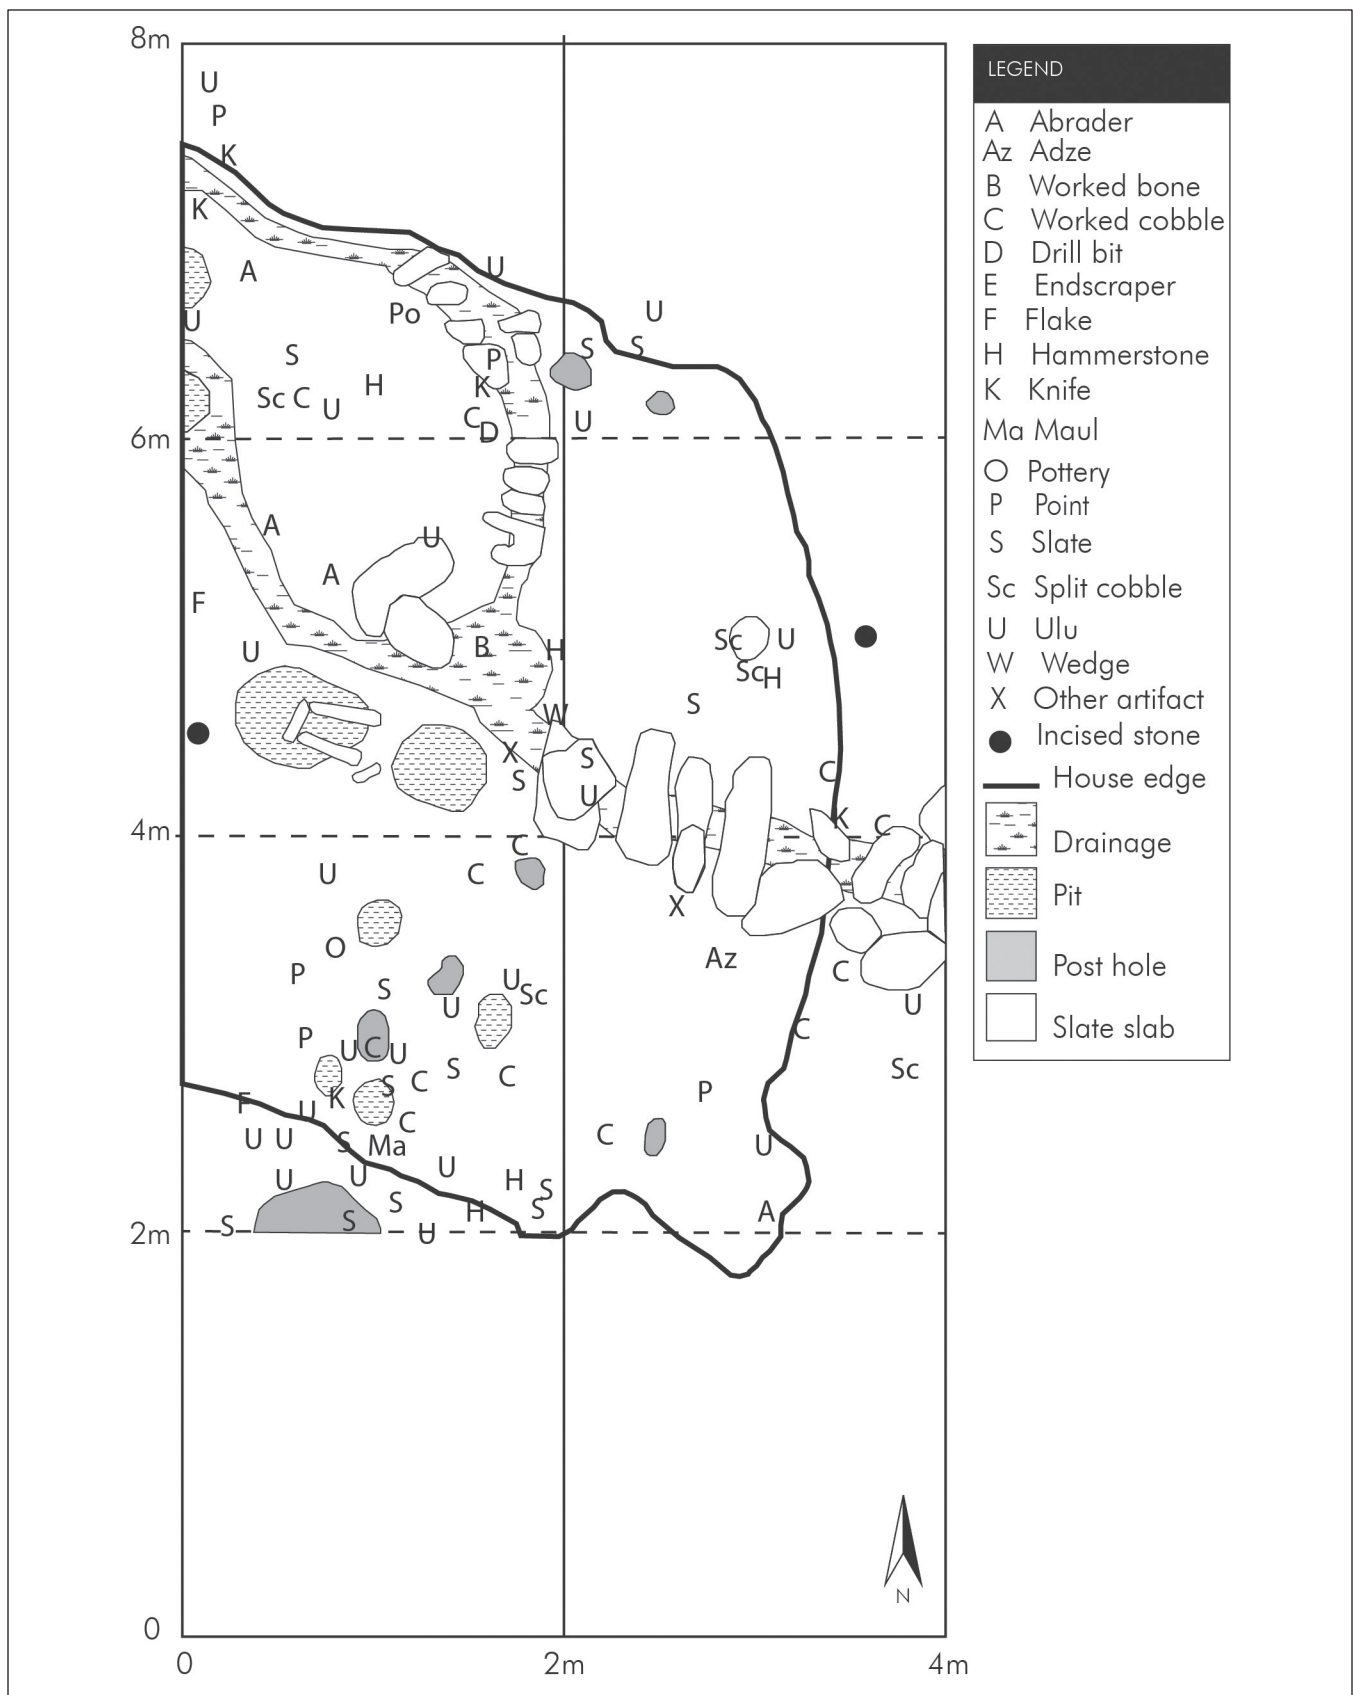 8m
U
P
K
K
A
U
U
Po
U
S
S
S
P
Sc C
U
H
K
C
D
U
6m
A
U
A
F
B
H
Sc
U
U
Sc
H
S
W
X
S
S
U
C
K
C
4m
C
U
C
X
O
P
S
U
Sc
Az
C
U
U
C
P
U
C
U
S
C
C
Sc
S
K
P
F
U
C
C
U
U
U
S
Ma
U
U
U
H
S
S
S
H
A
S
S
U
2m
0
0
2m
4m
N
LEGEND
A Abrader
Az Adze
B Worked bone
C Worked cobble
D Drill bit
E Endscraper
F Flake
H Hammerstone
K Knife
Ma Maul
O Pottery
P Point
S Slate
Sc Split cobble
U Ulu
W Wedge
X Other artifact
Incised stone
House edge
Drainage
Pit
Post hole
Slate slab